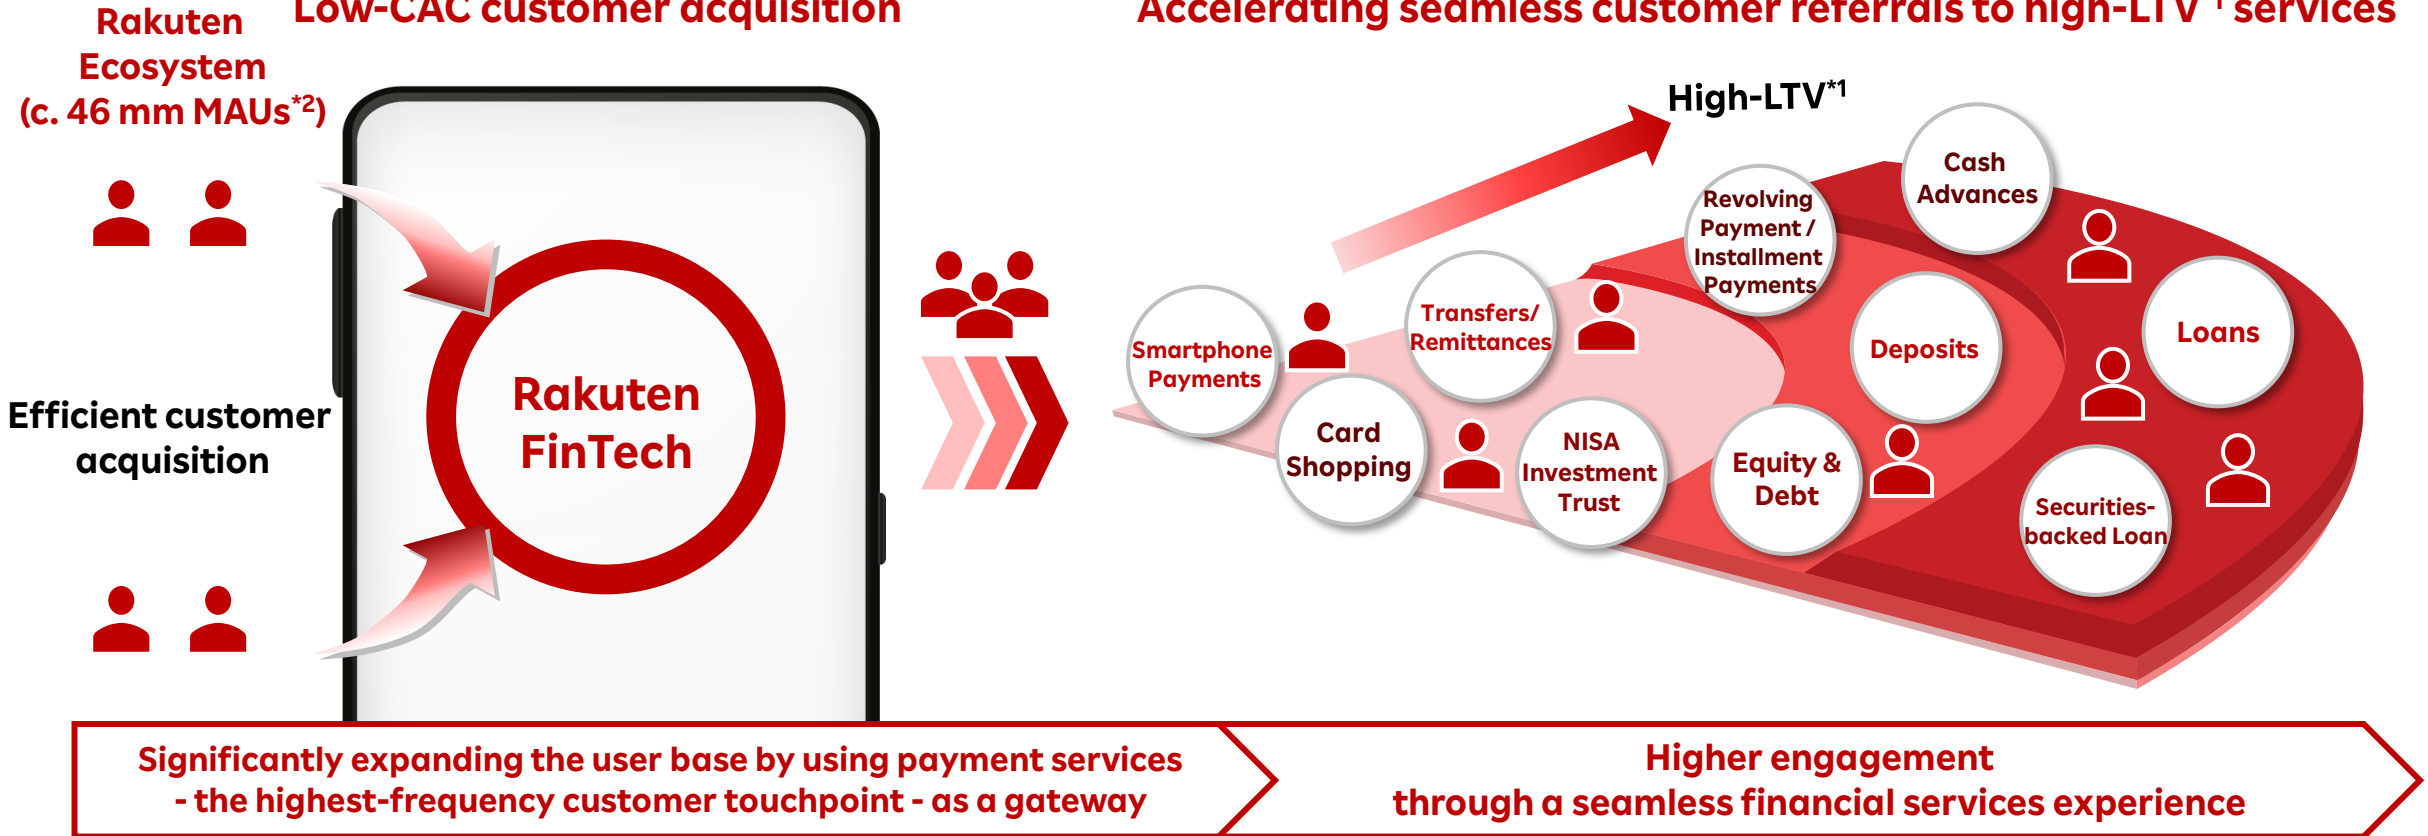 Low-CAC customer acquisition
Accelerating seamless customer referrals to high-LTV*1 services
Rakuten
Ecosystem
(c. 46 mm MAUs*2)
Efficient customer
acquisition
Rakuten
FinTech
High-LTV*1
Smartphone
Payments
Card
Shopping
Transfers/
Remittances
NISA
Investment
Trust
Revolving
Payment /
Installment
Payments
Equity &
Debt
Deposits
Cash
Advances
Loans
Securities-
backed Loan
Significantly expanding the user base by using payment services
- the highest-frequency customer touchpoint - as a gateway
Higher engagement
through a seamless financial services experience